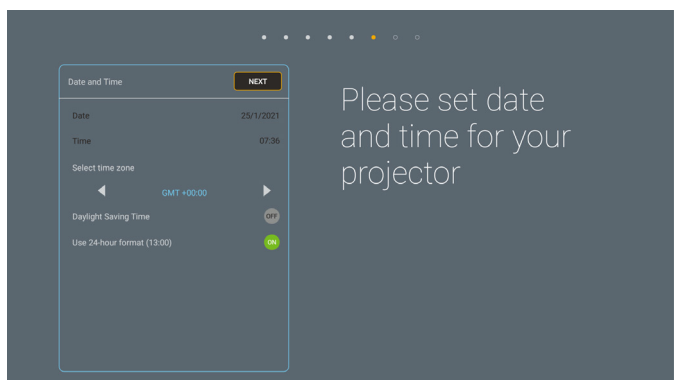 Date and Time NEXT
Date 25/1/2021
Time 07:36
Select time zone
GMT +00:00
Daylight Saving Time OFF
Use 24-hour format (13:00) ON
Please set date
and time for your
projector